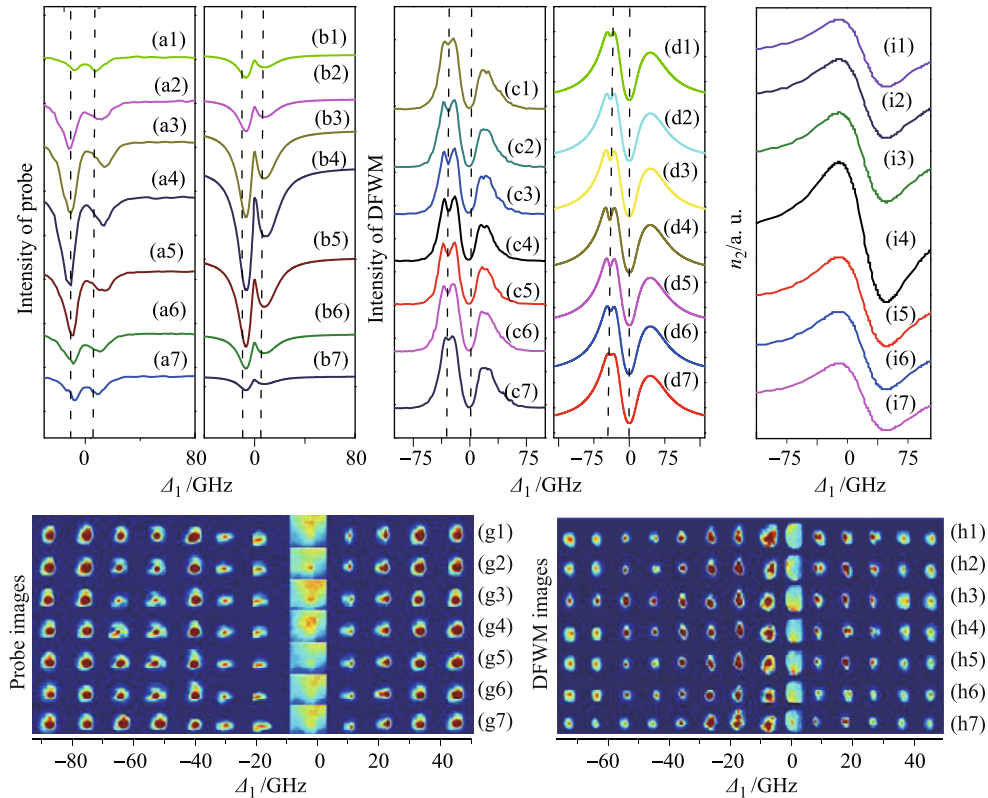 Intensity of probe
(a1)
(a2)
(a3)
(a4)
(a5)
(a6)
(a7)
0
80
Δ₁/GHz
(b1)
(b2)
(b3)
(b4)
(b5)
(b6)
(b7)
0
80
Δ₁/GHz
Intensity of DFWM
(c1)
(c2)
(c3)
(c4)
(c5)
(c6)
(c7)
−75
0
75
Δ₁/GHz
(d1)
(d2)
(d3)
(d4)
(d5)
(d6)
(d7)
−75
0
75
Δ₁/GHz
n₂/a. u.
(i1)
(i2)
(i3)
(i4)
(i5)
(i6)
(i7)
−75
0
75
Δ₁/GHz
Probe images
(g1)
(g2)
(g3)
(g4)
(g5)
(g6)
(g7)
−80 −60 −40 −20 0 20 40
Δ₁/GHz
DFWM images
(h1)
(h2)
(h3)
(h4)
(h5)
(h6)
(h7)
−60 −40 −20 0 20 40
Δ₁/GHz